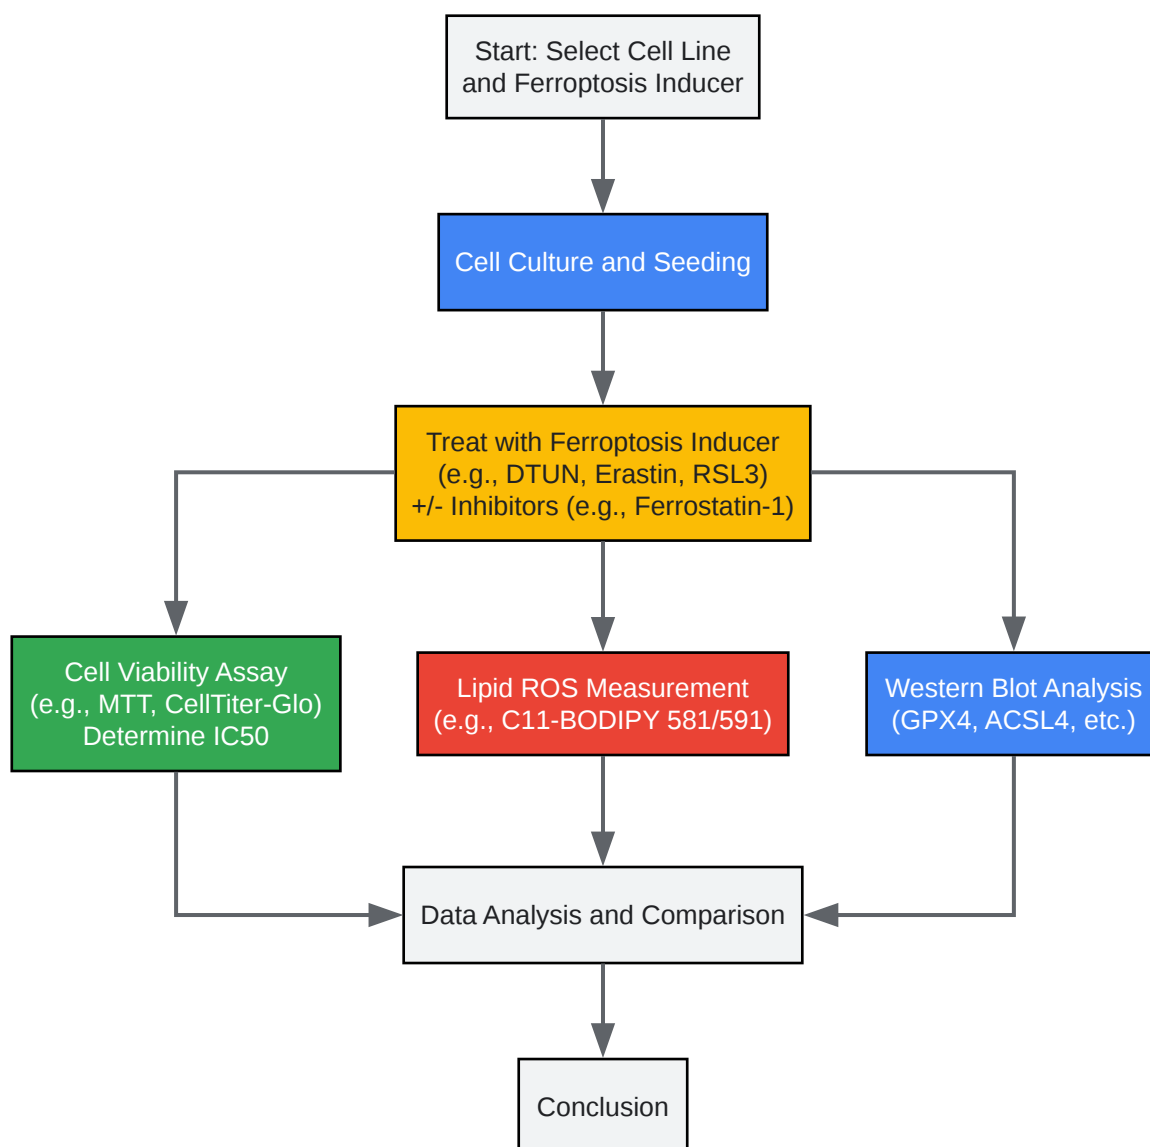 Start: Select Cell Line
and Ferroptosis Inducer
Cell Culture and Seeding
Treat with Ferroptosis Inducer
(e.g., DTUN, Erastin, RSL3)
+/- Inhibitors (e.g., Ferrostatin-1)
Cell Viability Assay
(e.g., MTT, CellTiter-Glo)
Determine IC50
Lipid ROS Measurement
(e.g., C11-BODIPY 581/591)
Western Blot Analysis
(GPX4, ACSL4, etc.)
Data Analysis and Comparison
Conclusion